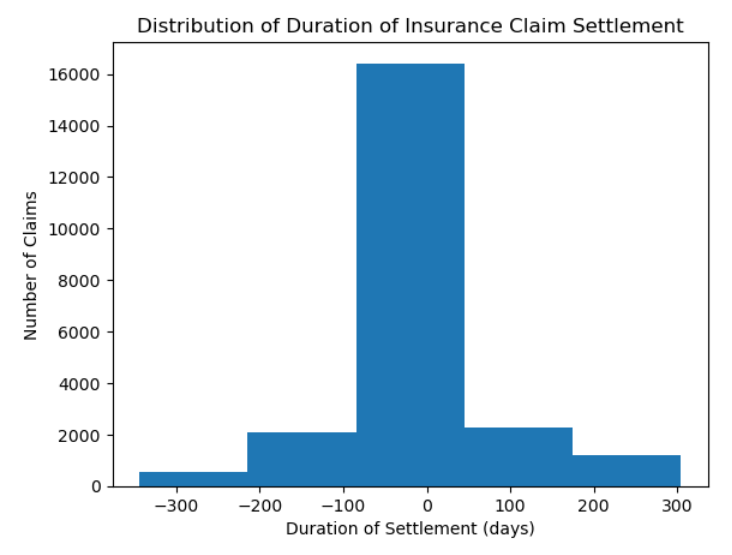 Distribution of Duration of Insurance Claim Settlement
16000
14000
12000
10000
8000
6000
4000
2000
0
Number of Claims
−300 −200 −100 0 100 200 300
Duration of Settlement (days)